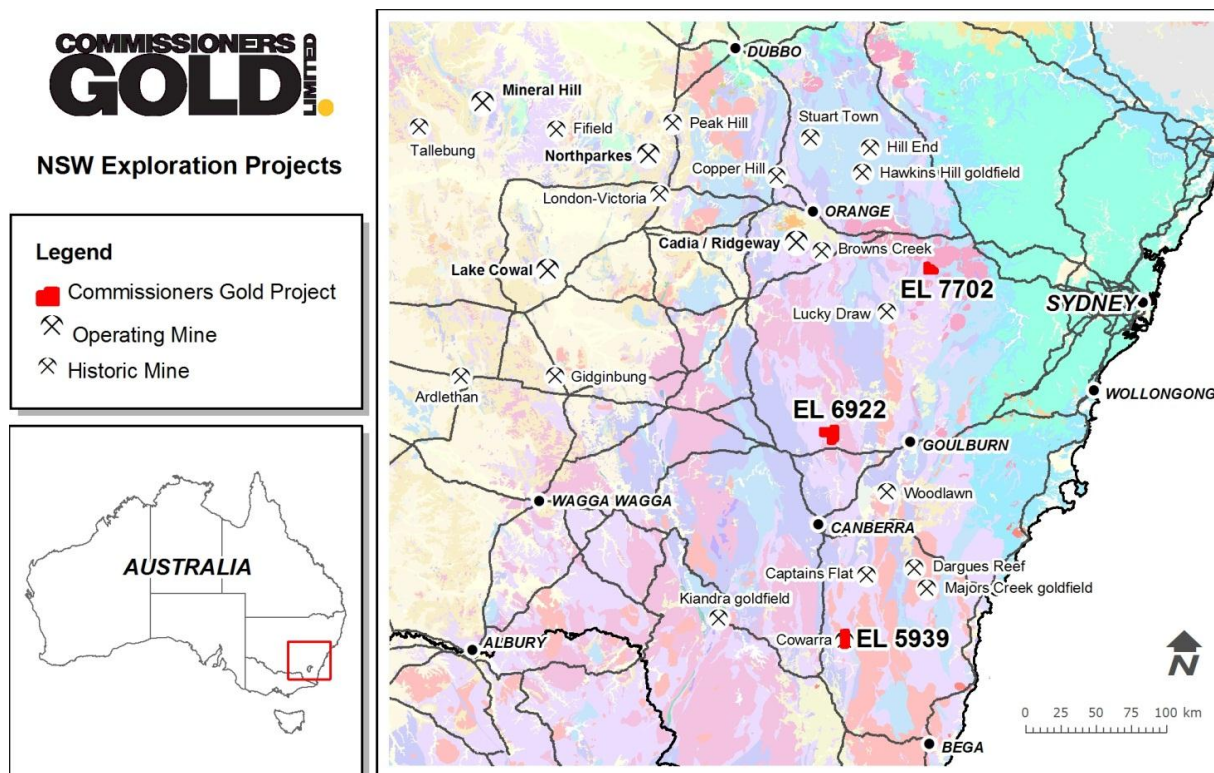 COMMISSIONERS
GOLD
LIMITED
NSW Exploration Projects
Legend
Commissioners Gold Project
Operating Mine
Historic Mine
AUSTRALIA
DUBBO
Mineral Hill
Tallebung
Fifield
Peak Hill
Stuart Town
Northparkes
Hill End
Copper Hill
Hawkins Hill goldfield
London-Victoria
ORANGE
Cadia / Ridgeway
Browns Creek
Lake Cowal
EL 7702
SYDNEY
Lucky Draw
Ardlethan
Gidginbung
WOLLONGONG
EL 6922
GOULBURN
Woodlawn
WAGGA WAGGA
CANBERRA
Captains Flat
Dargues Reef
Majors Creek goldfield
Kiandra goldfield
Cowarra
EL 5939
ALBURY
N
0 25 50 75 100 km
BEGA